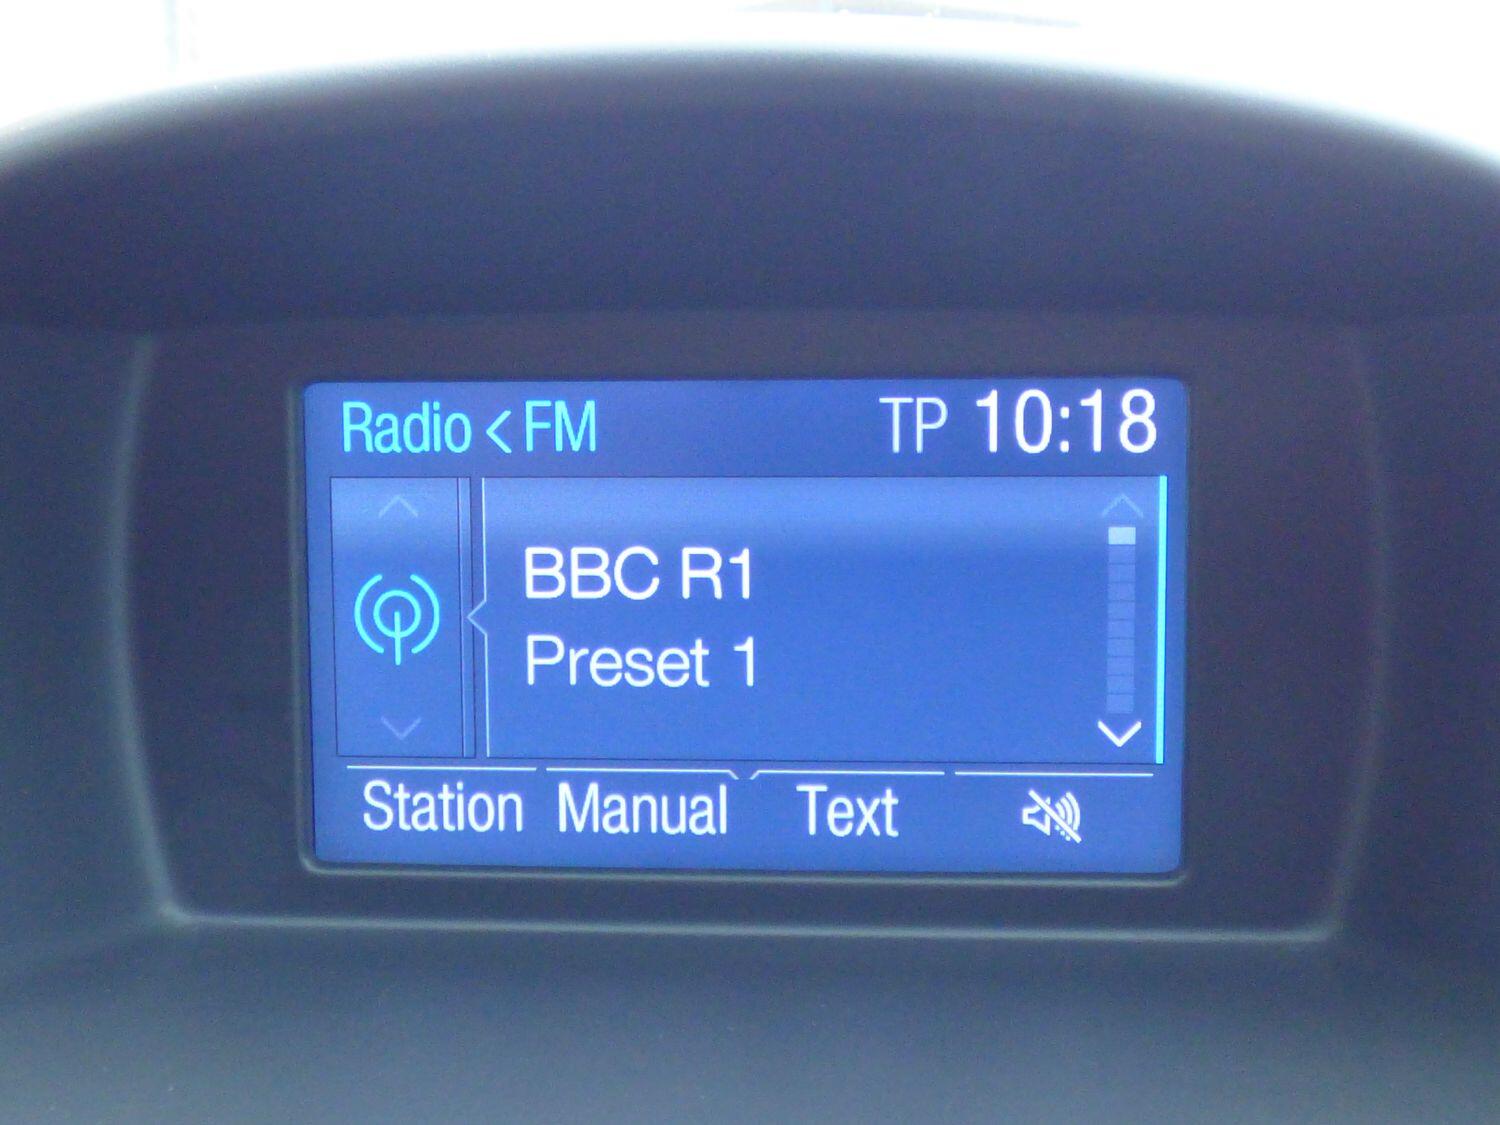 Radio < FM TP 10:18
BBC R1
Preset 1
Station Manual Text